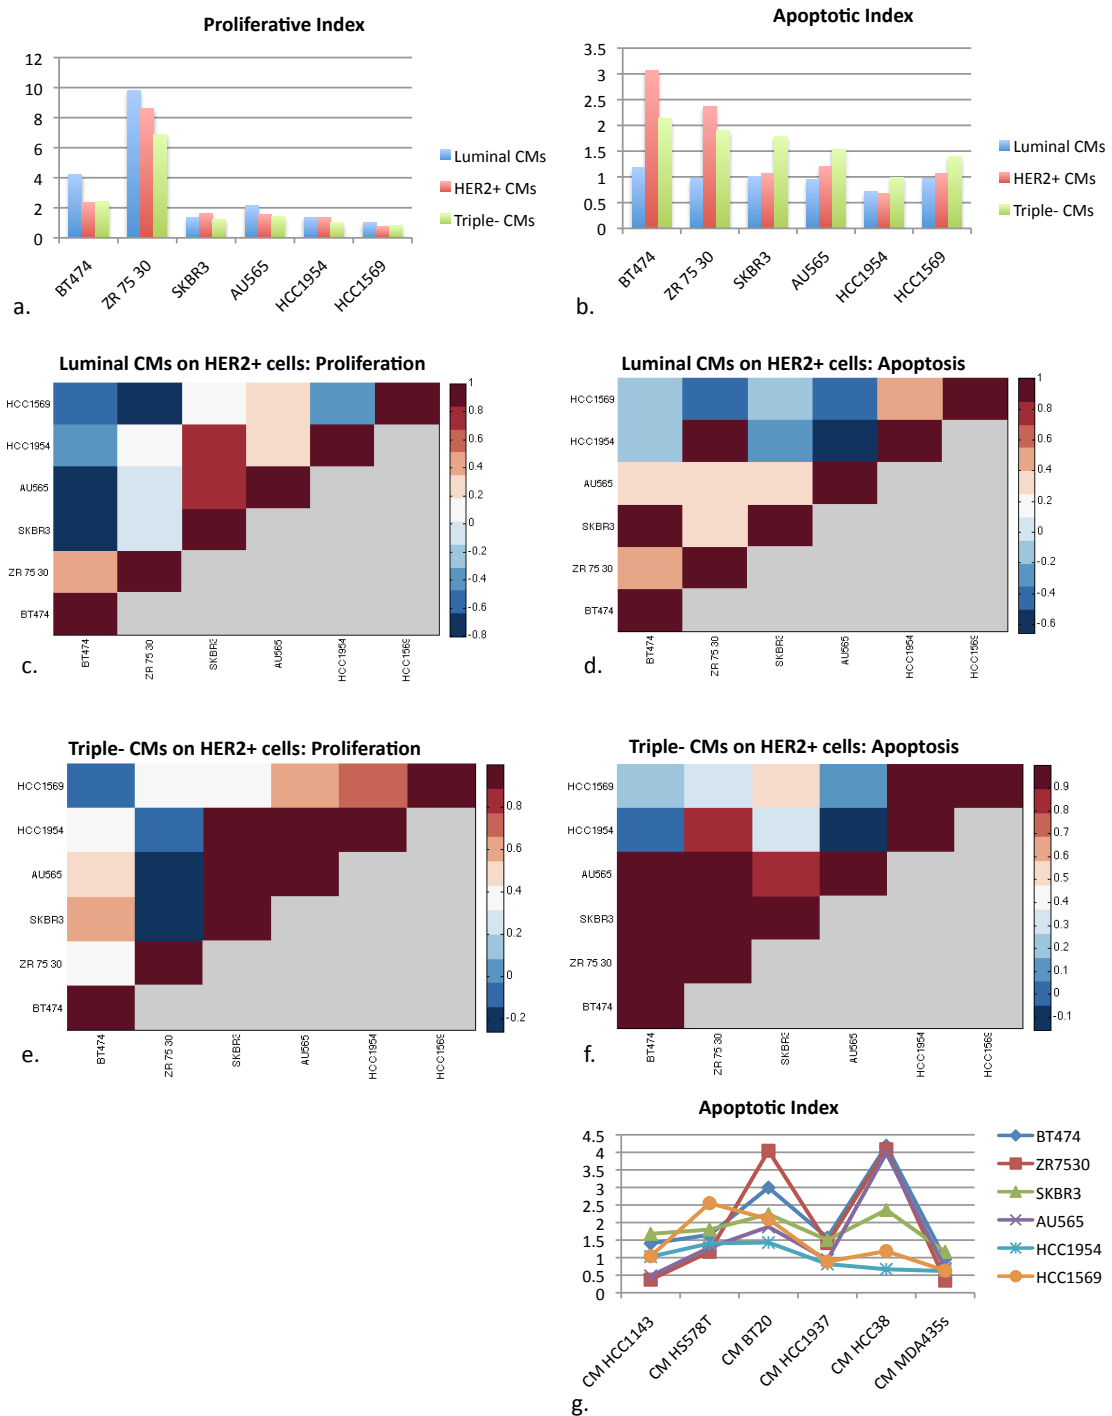 Proliferative Index
12
10
8
6
4
2
0
BT474
ZR 75 30
SKBR3
AU565
HCC1954
HCC1569
Luminal CMs
HER2+ CMs
Triple- CMs
a.
Apoptotic Index
3.5
3
2.5
2
1.5
1
0.5
0
BT474
ZR 75 30
SKBR3
AU565
HCC1954
HCC1569
Luminal CMs
HER2+ CMs
Triple- CMs
b.
Luminal CMs on HER2+ cells: Proliferation
HCC1569
HCC1954
AU565
SKBR3
ZR 75 30
BT474
BT474
ZR 75 30
SKBR3
AU565
HCC1954
HCC1569
1
0.8
0.6
0.4
0.2
0
-0.2
-0.4
-0.6
-0.8
c.
Luminal CMs on HER2+ cells: Apoptosis
HCC1569
HCC1954
AU565
SKBR3
ZR 75 30
BT474
BT474
ZR 75 30
SKBR3
AU565
HCC1954
HCC1569
1
0.8
0.6
0.4
0.2
0
-0.2
-0.4
-0.6
d.
Triple- CMs on HER2+ cells: Proliferation
HCC1569
HCC1954
AU565
SKBR3
ZR 75 30
BT474
BT474
ZR 75 30
SKBR3
AU565
HCC1954
HCC1569
0.8
0.6
0.4
0.2
0
-0.2
e.
Triple- CMs on HER2+ cells: Apoptosis
HCC1569
HCC1954
AU565
SKBR3
ZR 75 30
BT474
BT474
ZR 75 30
SKBR3
AU565
HCC1954
HCC1569
0.9
0.8
0.7
0.6
0.5
0.4
0.3
0.2
0.1
0
-0.1
f.
Apoptotic Index
4.5
4
3.5
3
2.5
2
1.5
1
0.5
0
CM HCC1143
CM HS578T
CM BT20
CM HCC1937
CM HCC38
CM MDA435s
BT474
ZR7530
SKBR3
AU565
HCC1954
HCC1569
g.